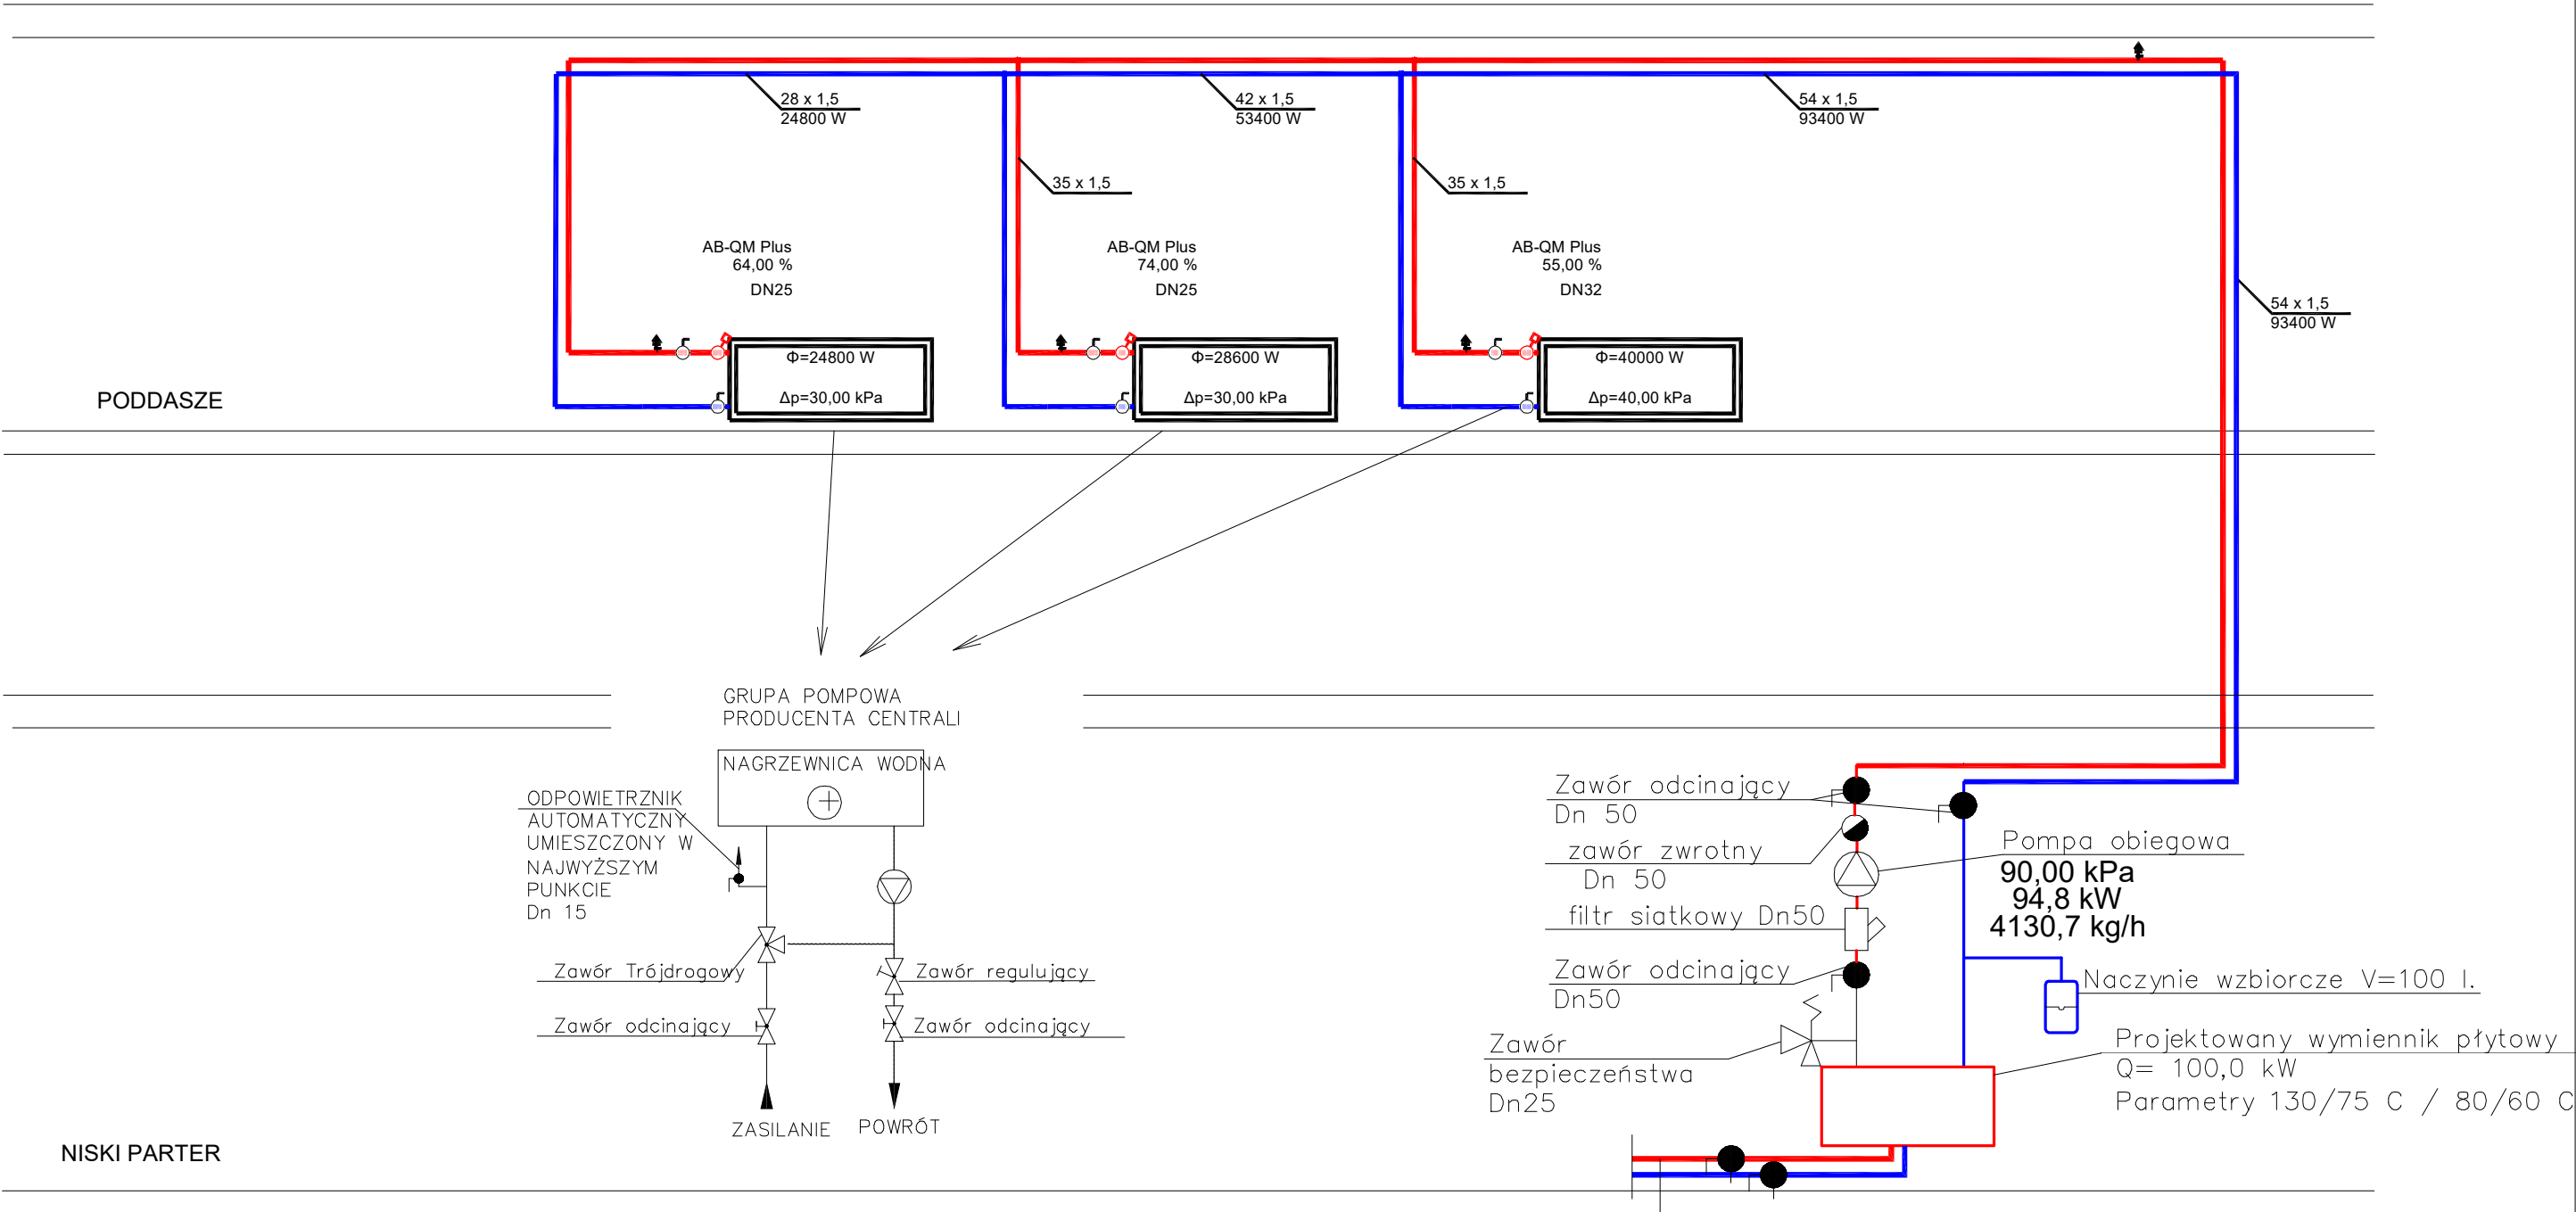 28 x 1,5
24800 W
42 x 1,5
53400 W
54 x 1,5
93400 W
35 x 1,5
35 x 1,5
AB-QM Plus
64,00 %
DN25
AB-QM Plus
74,00 %
DN25
AB-QM Plus
55,00 %
DN32
54 x 1,5
93400 W
Φ=24800 W
Δp=30,00 kPa
Φ=28600 W
Δp=30,00 kPa
Φ=40000 W
Δp=40,00 kPa
PODDASZE
GRUPA POMPOWA
PRODUCENTA CENTRALI
NAGRZEWNICA WODNA
ODPOWIETRZNIK
AUTOMATYCZNY
UMIESZCZONY W
NAJWYŻSZYM
PUNKCIE
Dn 15
Zawór Trójdrogowy
Zawór regulujący
Zawór odcinający
Zawór odcinający
ZASILANIE
POWRÓT
Zawór odcinający
Dn 50
zawór zwrotny
Dn 50
filtr siatkowy Dn50
Zawór odcinający
Dn50
Zawór
bezpieczeństwa
Dn25
Pompa obiegowa
90,00 kPa
94,8 kW
4130,7 kg/h
Naczynie wzbiorcze V=100 l.
Projektowany wymiennik płytowy
Q= 100,0 kW
Parametry 130/75 C / 80/60 C
NISKI PARTER